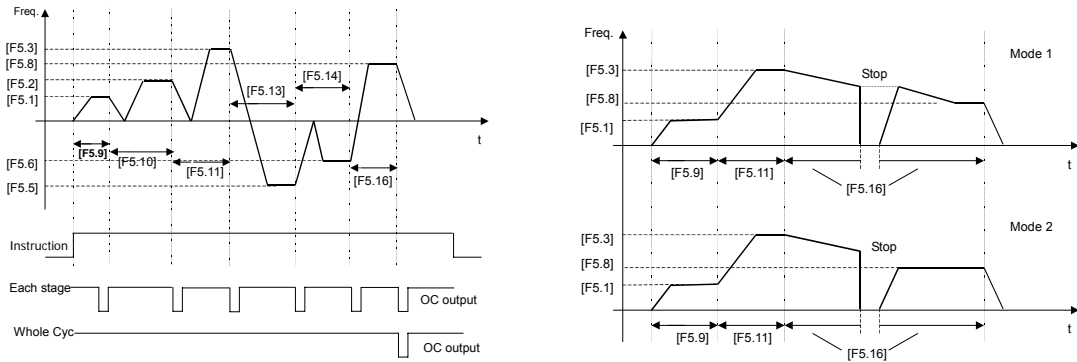 Freq.
[F5.3]
[F5.8]
[F5.2]
[F5.1]
[F5.14]
[F5.13]
t
[F5.9]
[F5.10]
[F5.11]
[F5.16]
[F5.6]
[F5.5]
Instruction
Each stage
OC output
Whole Cyc
OC output
Freq.
Mode 1
[F5.3]
Stop
[F5.8]
[F5.1]
t
[F5.9]
[F5.11]
[F5.16]
Mode 2
[F5.3]
Stop
[F5.8]
[F5.1]
t
[F5.9]
[F5.11]
[F5.16]